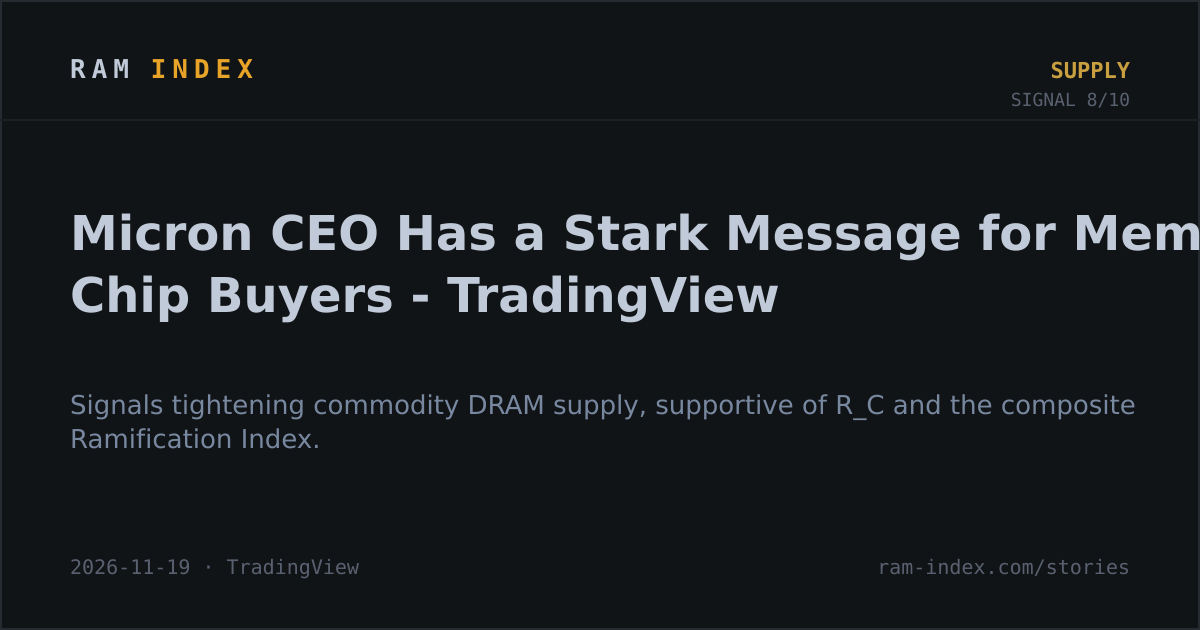 RAM INDEX
SUPPLY
SIGNAL 8/10
Micron CEO Has a Stark Message for Mem
Chip Buyers - TradingView
Signals tightening commodity DRAM supply, supportive of R_C and the composite
Ramification Index.
2026-11-19 · TradingView
ram-index.com/stories